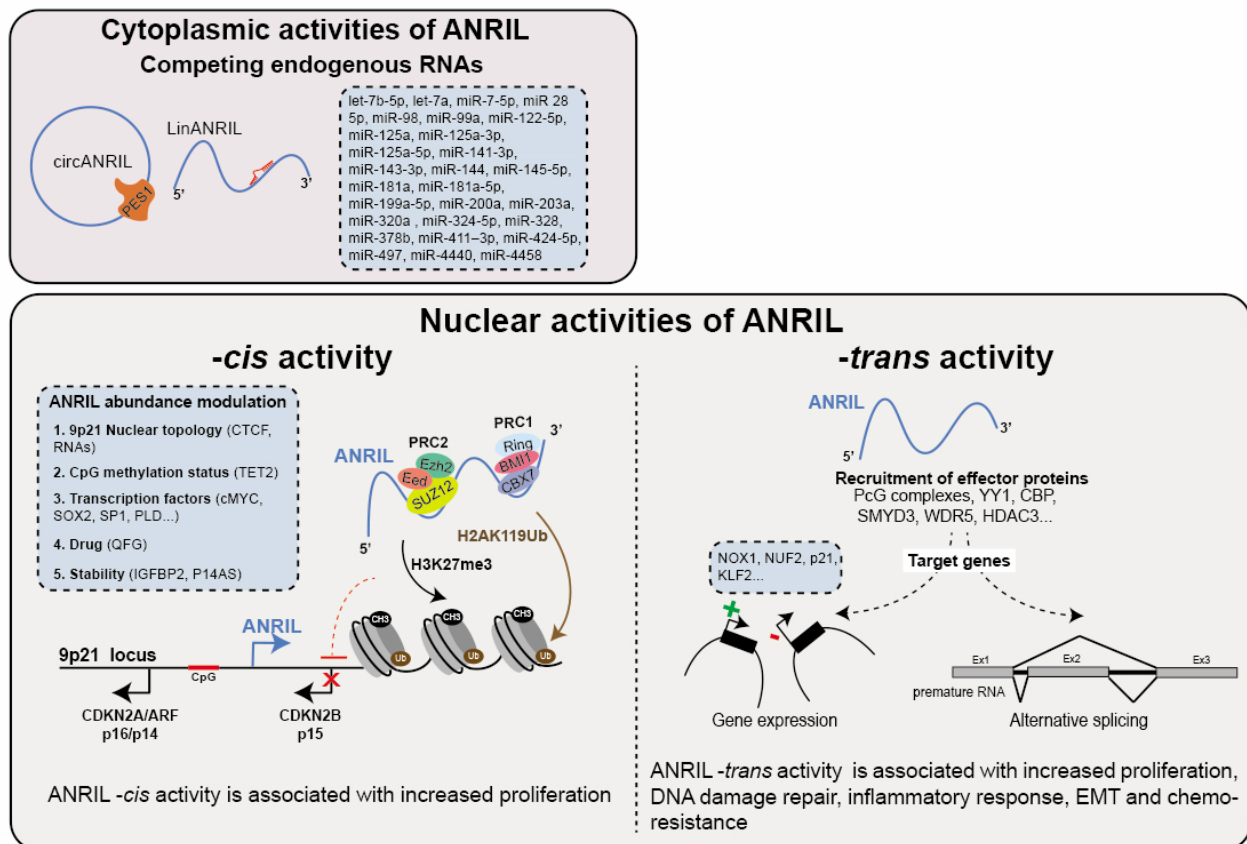 Cytoplasmic activities of ANRIL
Competing endogenous RNAs
circANRIL
PES1
LinANRIL
5’
3’
let-7b-5p, let-7a, miR-7-5p, miR 28
5p, miR-98, miR-99a, miR-122-5p,
miR-125a, miR-125a-3p,
miR-125a-5p, miR-141-3p,
miR-143-3p, miR-144, miR-145-5p,
miR-181a, miR-181a-5p,
miR-199a-5p, miR-200a, miR-203a,
miR-320a , miR-324-5p, miR-328,
miR-378b, miR-411–3p, miR-424-5p,
miR-497, miR-4440, miR-4458
Nuclear activities of ANRIL
-cis activity
ANRIL abundance modulation
1. 9p21 Nuclear topology (CTCF,
RNAs)
2. CpG methylation status (TET2)
3. Transcription factors (cMYC,
SOX2, SP1, PLD...)
4. Drug (QFG)
5. Stability (IGFBP2, P14AS)
ANRIL
PRC2
Ezh2
Eed
SUZ12
PRC1
Ring
BMI1
CBX7
3’
5’
H2AK119Ub
H3K27me3
CH3
CH3
CH3
Ub
Ub
Ub
ANRIL
9p21 locus
CpG
X
CDKN2A/ARF
p16/p14
CDKN2B
p15
ANRIL -cis activity is associated with increased proliferation
-trans activity
ANRIL
5’
3’
Recruitment of effector proteins
PcG complexes, YY1, CBP,
SMYD3, WDR5, HDAC3...
Target genes
NOX1, NUF2, p21,
KLF2...
+
-
Gene expression
Ex1
Ex2
Ex3
premature RNA
Alternative splicing
ANRIL -trans activity is associated with increased proliferation,
DNA damage repair, inflammatory response, EMT and chemo-
resistance